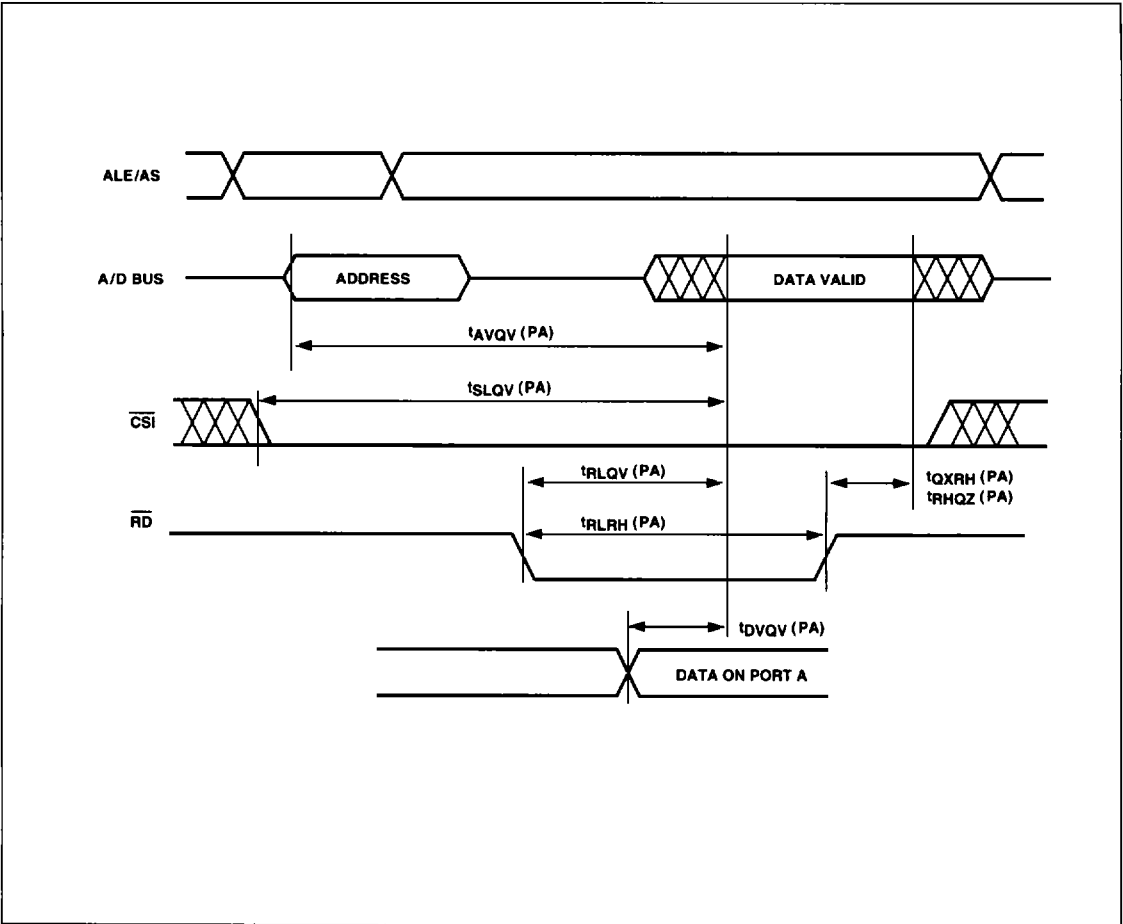 ALE/AS
A/D BUS
ADDRESS
DATA VALID
tAVQV (PA)
tSLQV (PA)
CSI
tRLQV (PA)
tQXRH (PA)
tRHQZ (PA)
RD
tRLRH (PA)
tDVQV (PA)
DATA ON PORT A